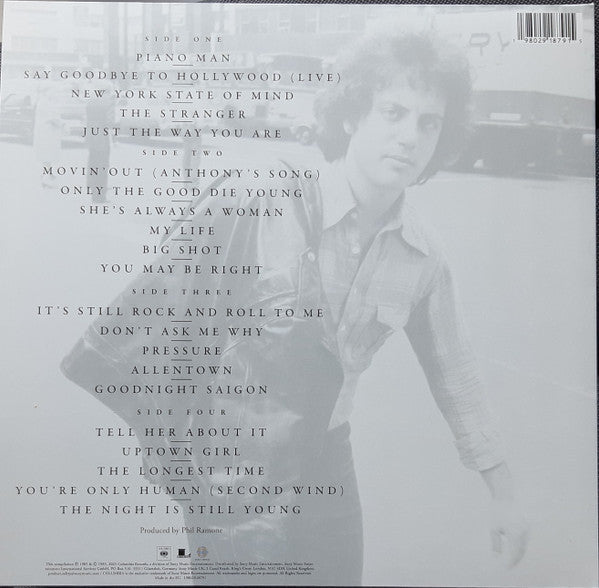 SIDE ONE
PIANO MAN
SAY GOODBYE TO HOLLYWOOD (LIVE)
NEW YORK STATE OF MIND
THE STRANGER
JUST THE WAY YOU ARE
SIDE TWO
MOVIN'OUT (ANTHONY'S SONG)
ONLY THE GOOD DIE YOUNG
SHE'S ALWAYS A WOMAN
MY LIFE
BIG SHOT
YOU MAY BE RIGHT
SIDE THREE
IT'S STILL ROCK AND ROLL TO ME
DON'T ASK ME WHY
PRESSURE
ALLENTOWN
GOODNIGHT SAIGON
SIDE FOUR
TELL HER ABOUT IT
UPTOWN GIRL
THE LONGEST TIME
YOU'RE ONLY HUMAN (SECOND WIND)
THE NIGHT IS STILL YOUNG
Produced by Phil Ramone